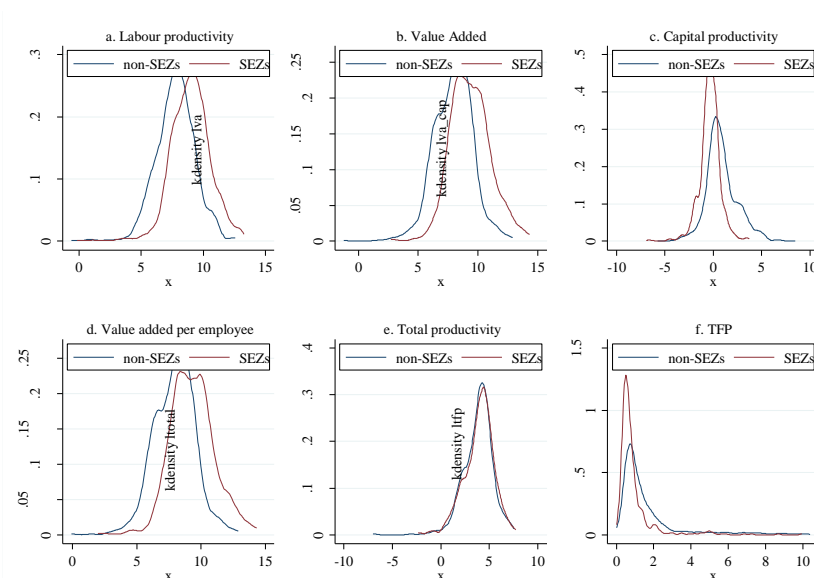 a. Labour productivity
non-SEZs SEZs
.3
.2
.1
0
kdensity lva
0 5 10 15
x
b. Value Added
non-SEZs SEZs
.25
.2
.15
.1
.05
0
kdensity lva_cap
0 5 10 15
x
c. Capital productivity
non-SEZs SEZs
.5
.4
.3
.2
.1
0
-10 -5 0 5 10
x
d. Value added per employee
non-SEZs SEZs
.25
.2
.15
.1
.05
0
kdensity ltotal
0 5 10 15
x
e. Total productivity
non-SEZs SEZs
.4
.3
.2
.1
0
kdensity ltfp
-10 -5 0 5 10
x
f. TFP
non-SEZs SEZs
1.5
1
.5
0
0 2 4 6 8 10
x